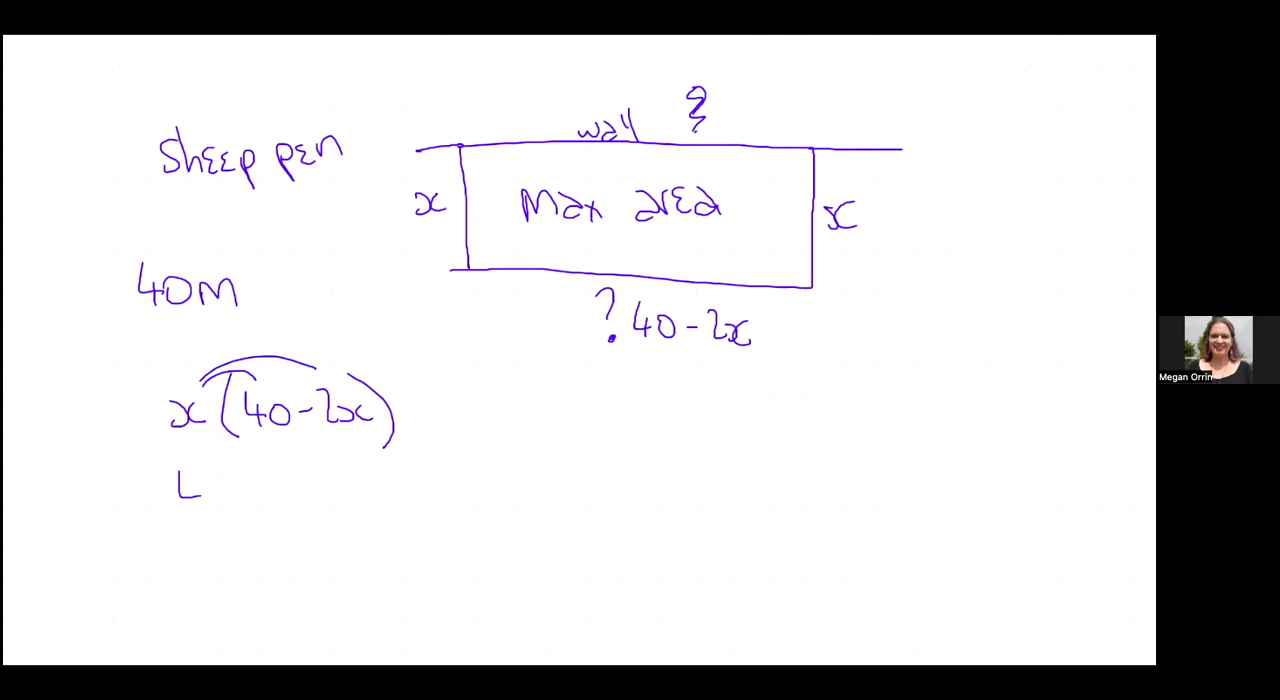 ?
wall
Sheep pen
x Max area x
40M
? 40-2x
x(40-2x)
Megan Orrin